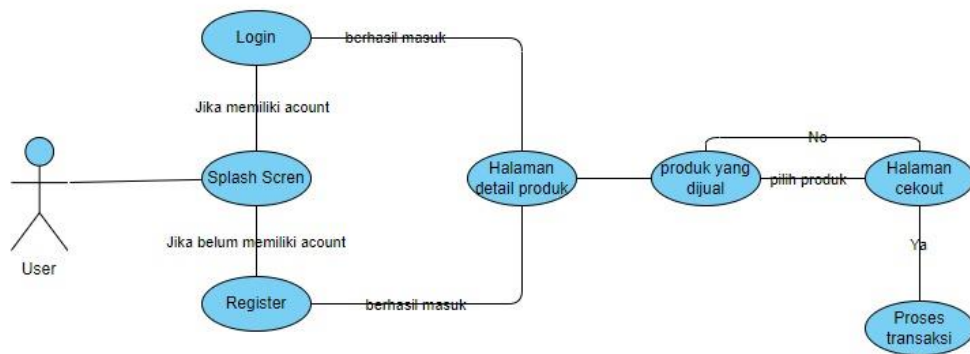 Login
berhasil masuk
Jika memiliki acount
No
Splash Scren
Halaman
detail produk
produk yang
dijual
pilih produk
Halaman
cekout
Jika belum memiliki acount
Ya
User
Register
berhasil masuk
Proses
transaksi